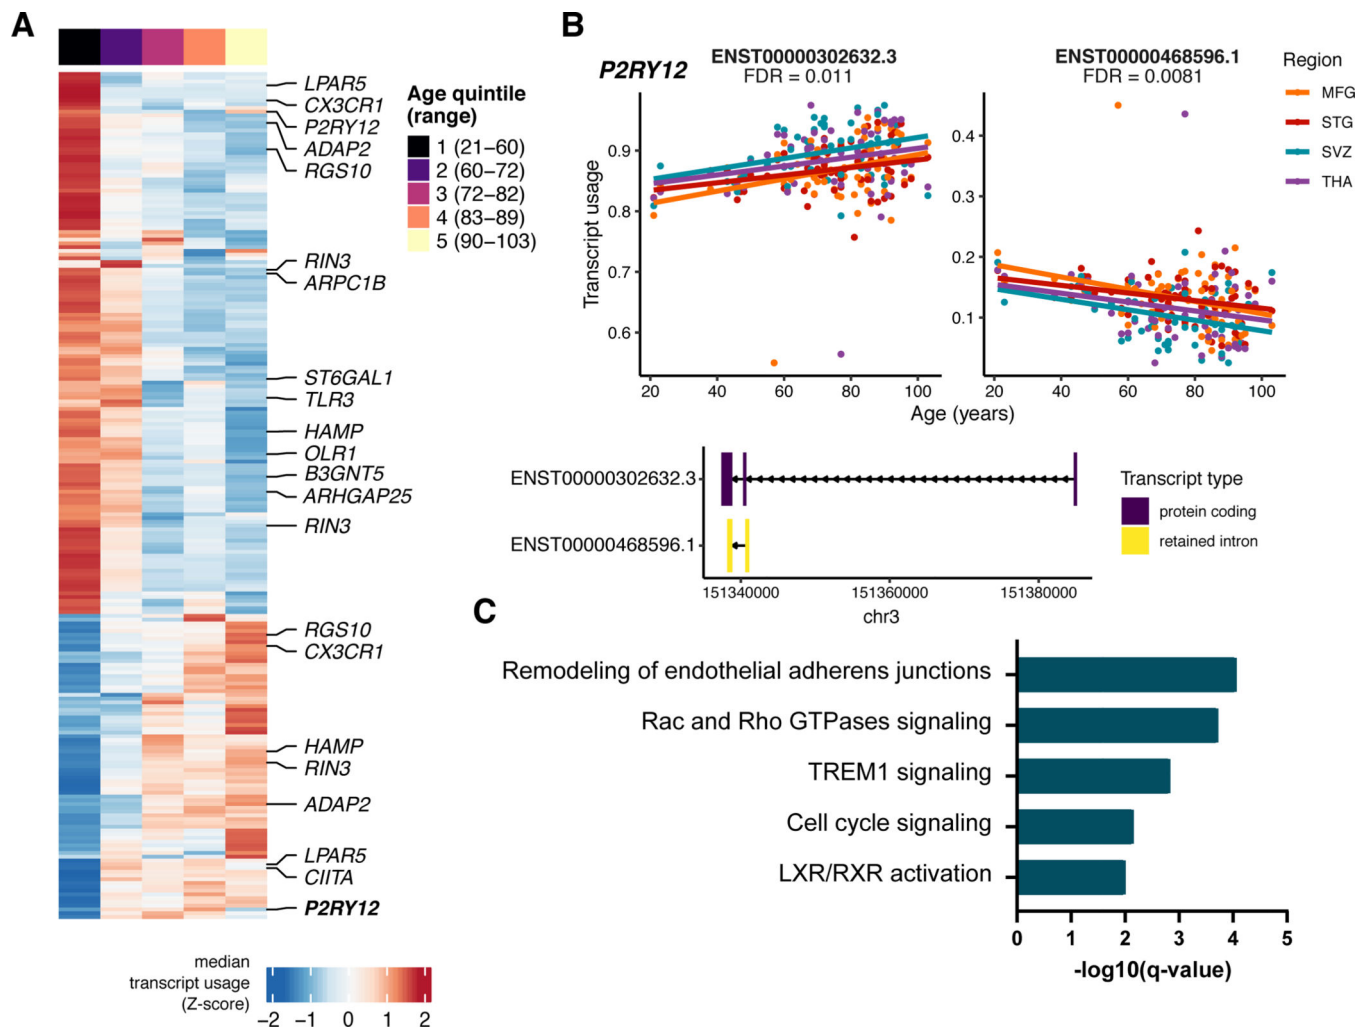 A
LPAR5
CX3CR1
P2RY12
ADAP2
RGS10
RIN3
ARPC1B
ST6GAL1
TLR3
HAMP
OLR1
B3GNT5
ARHGAP25
RIN3
RGS10
CX3CR1
HAMP
RIN3
ADAP2
LPAR5
CIITA
P2RY12
Age quintile
(range)
1 (21–60)
2 (60–72)
3 (72–82)
4 (83–89)
5 (90–103)
median
transcript usage
(Z-score)
−2 −1 0 1 2
B
P2RY12
ENST00000302632.3
FDR = 0.011
ENST00000468596.1
FDR = 0.0081
Region
MFG
STG
SVZ
THA
Transcript usage
0.9
0.8
0.7
0.6
20 40 60 80 100
0.4
0.3
0.2
0.1
20 40 60 80 100
Age (years)
ENST00000302632.3
ENST00000468596.1
151340000 151360000 151380000
chr3
Transcript type
protein coding
retained intron
C
Remodeling of endothelial adherens junctions
Rac and Rho GTPases signaling
TREM1 signaling
Cell cycle signaling
LXR/RXR activation
0 1 2 3 4 5
-log10(q-value)